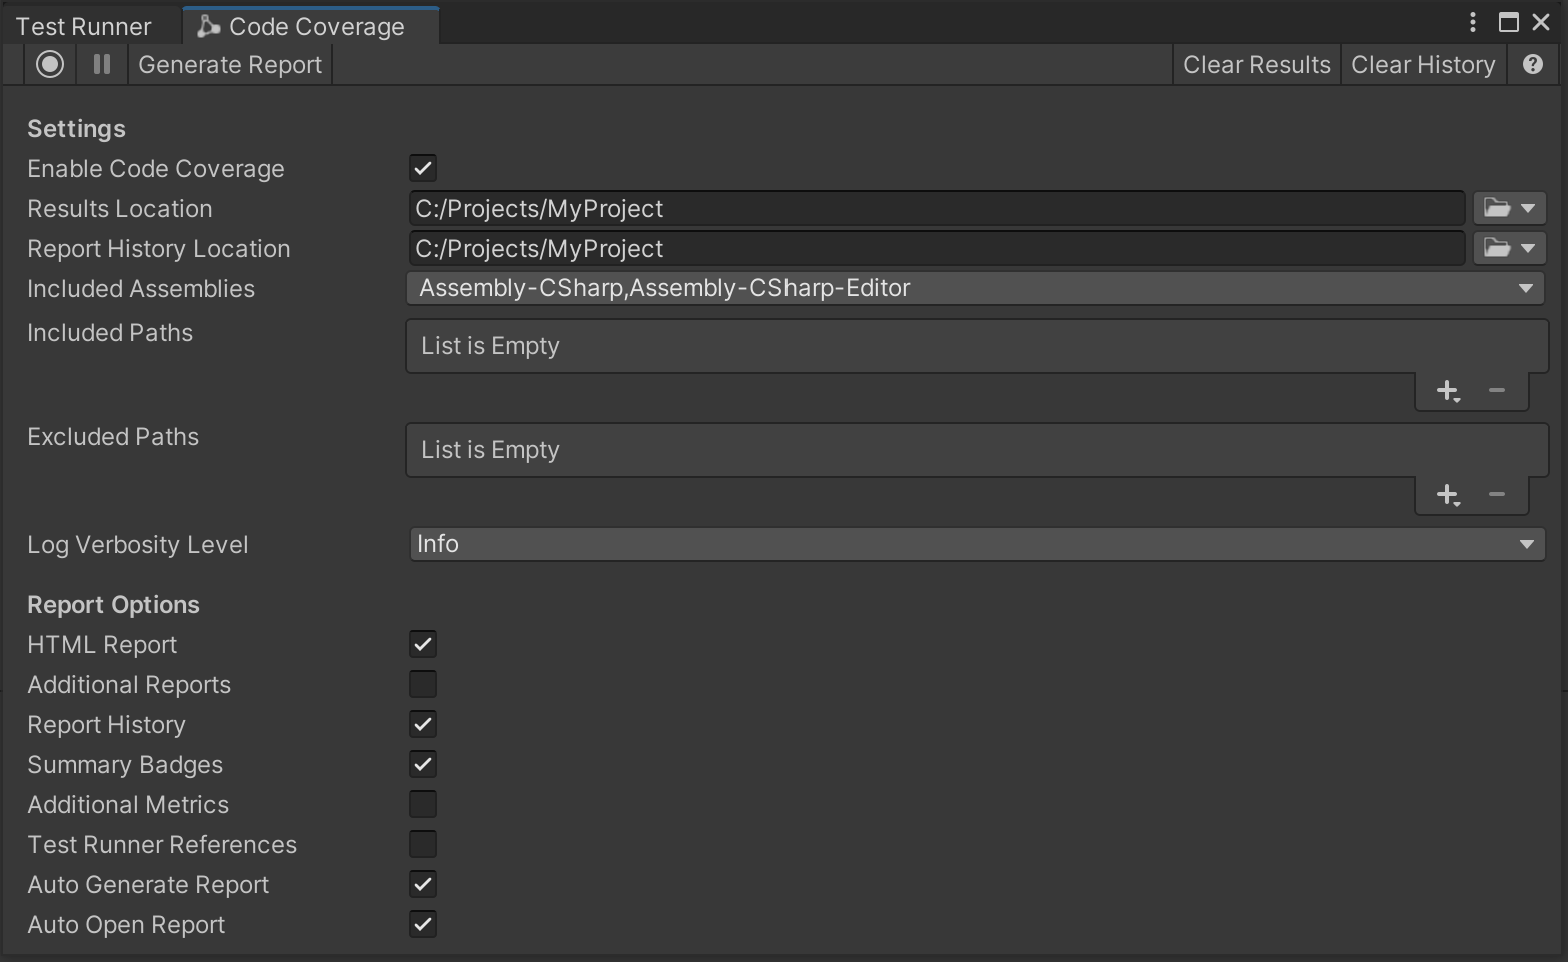 Test Runner Code Coverage
Generate Report Clear Results Clear History
Settings
Enable Code Coverage
Results Location C:/Projects/MyProject
Report History Location C:/Projects/MyProject
Included Assemblies Assembly-CSharp,Assembly-CSharp-Editor
Included Paths List is Empty
Excluded Paths List is Empty
Log Verbosity Level Info
Report Options
HTML Report
Additional Reports
Report History
Summary Badges
Additional Metrics
Test Runner References
Auto Generate Report
Auto Open Report